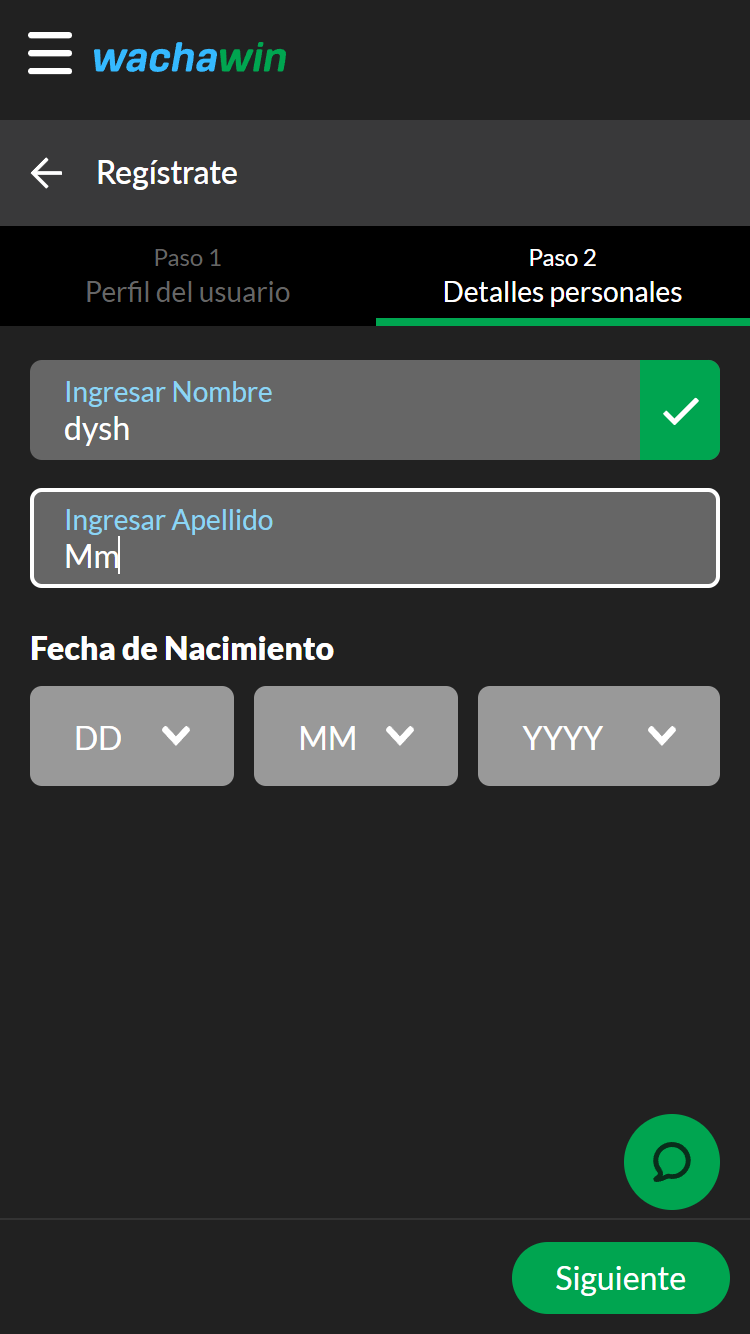 wachawin
Regístrate
Paso 1
Perfil del usuario
Paso 2
Detalles personales
Ingresar Nombre
dysh
Ingresar Apellido
Mm
Fecha de Nacimiento
DD
MM
YYYY
Siguiente